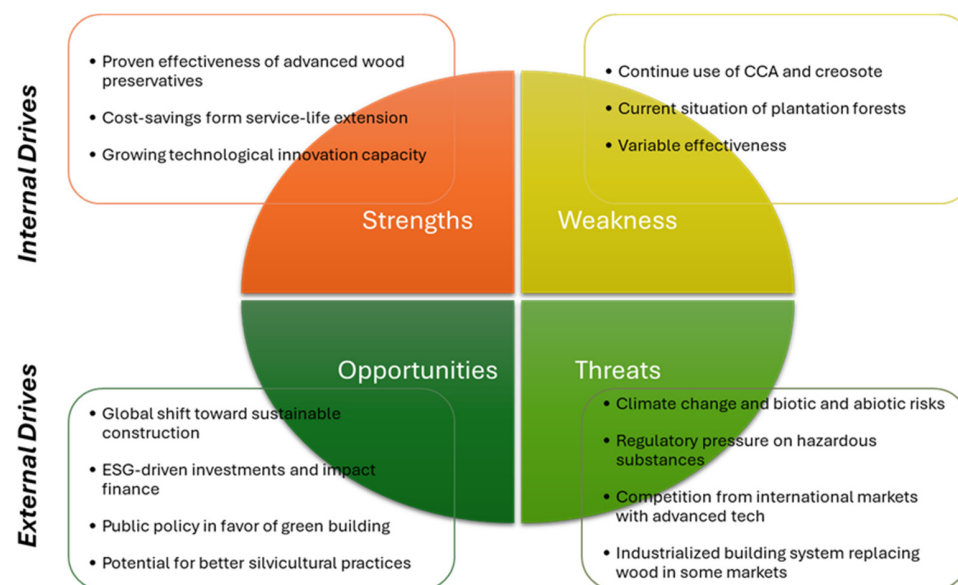 Internal Drives
• Proven effectiveness of advanced wood
preservatives
• Cost-savings form service-life extension
• Growing technological innovation capacity
Strengths
• Continue use of CCA and creosote
• Current situation of plantation forests
• Variable effectiveness
Weakness
External Drives
Opportunities
• Global shift toward sustainable
construction
• ESG-driven investments and impact
finance
• Public policy in favor of green building
• Potential for better silvicultural practices
Threats
• Climate change and biotic and abiotic risks
• Regulatory pressure on hazardous
substances
• Competition from international markets
with advanced tech
• Industrialized building system replacing
wood in some markets